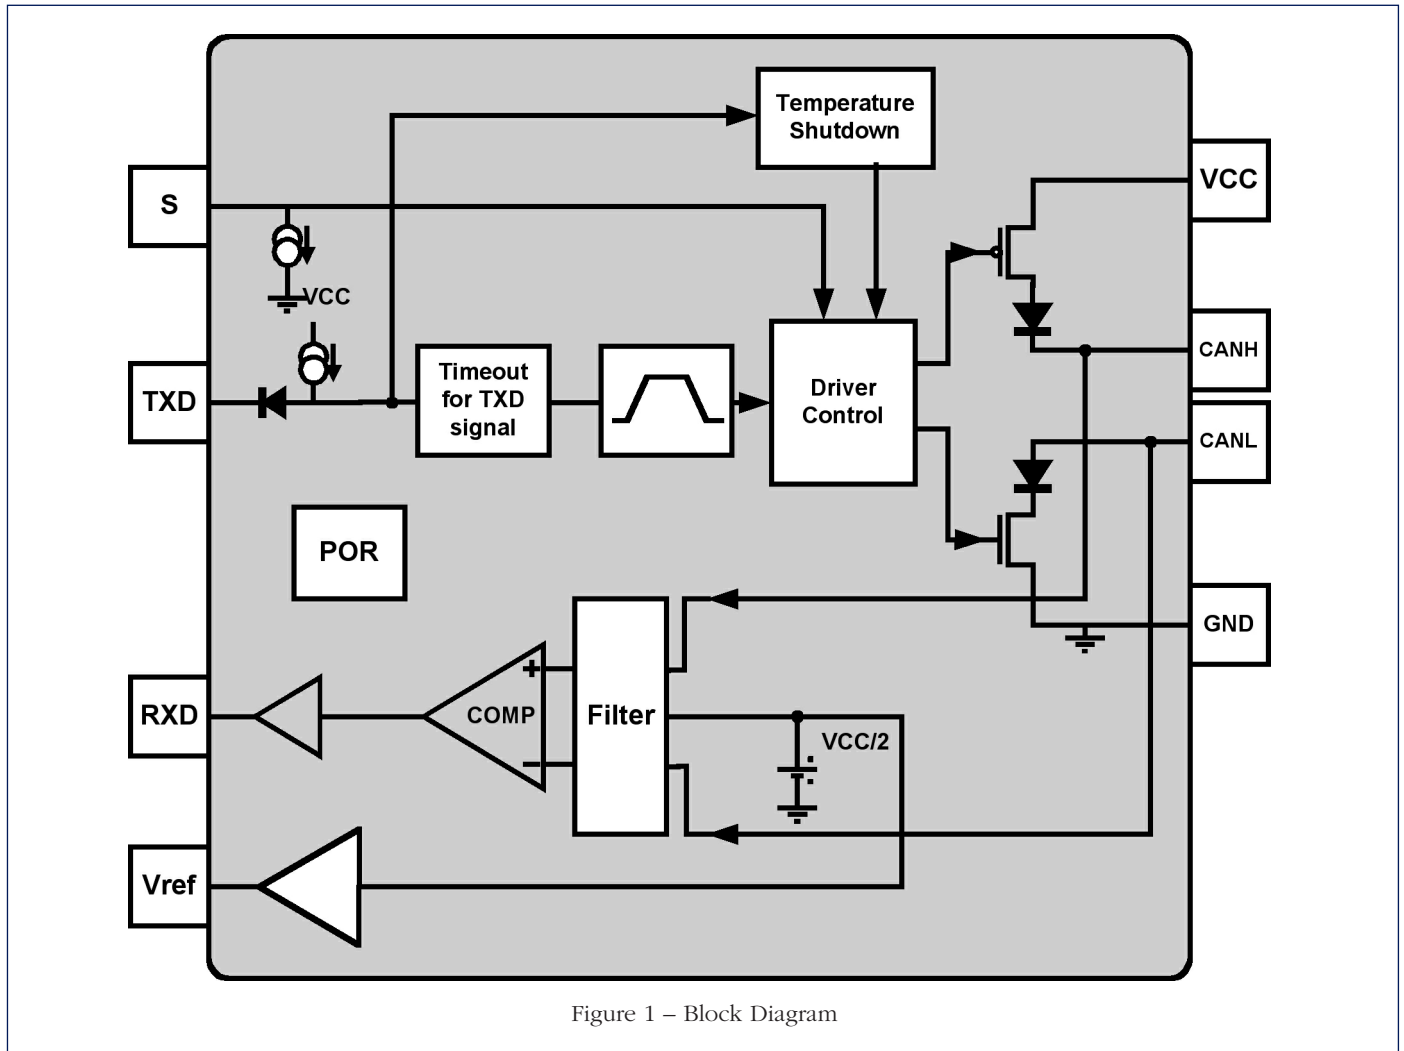 Temperature
Shutdown
VCC
S
VCC
CANH
TXD
Timeout
for TXD
signal
Driver
Control
CANL
POR
GND
RXD
COMP
+
−
Filter
VCC/2
Vref
Figure 1 – Block Diagram